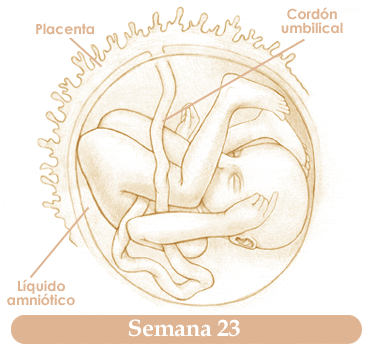 Cordón
umbilical
Placenta
Líquido
amniótico
Semana 23